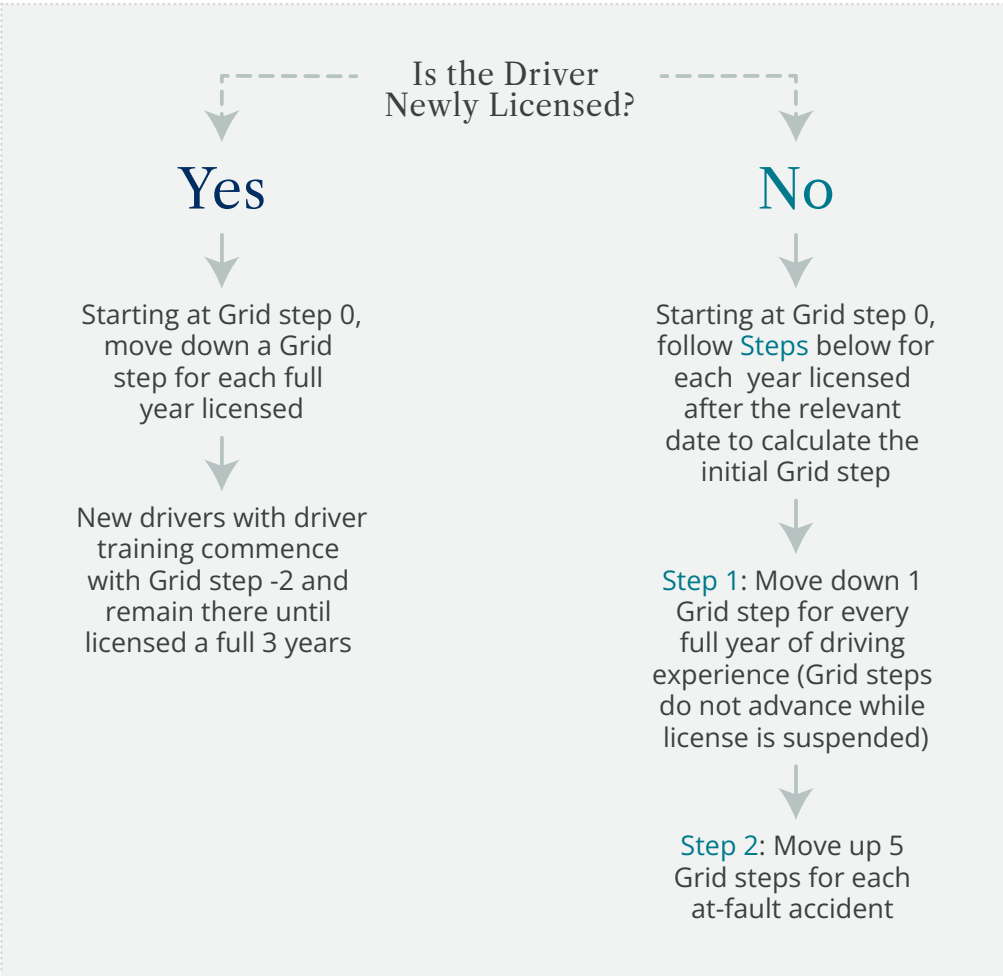 Is the Driver
Newly Licensed?
Yes
Starting at Grid step 0,
move down a Grid
step for each full
year licensed
New drivers with driver
training commence
with Grid step -2 and
remain there until
licensed a full 3 years
No
Starting at Grid step 0,
follow Steps below for
each  year licensed
after the relevant
date to calculate the
initial Grid step
Step 1: Move down 1
Grid step for every
full year of driving
experience (Grid steps
do not advance while
license is suspended)
Step 2: Move up 5
Grid steps for each
at-fault accident